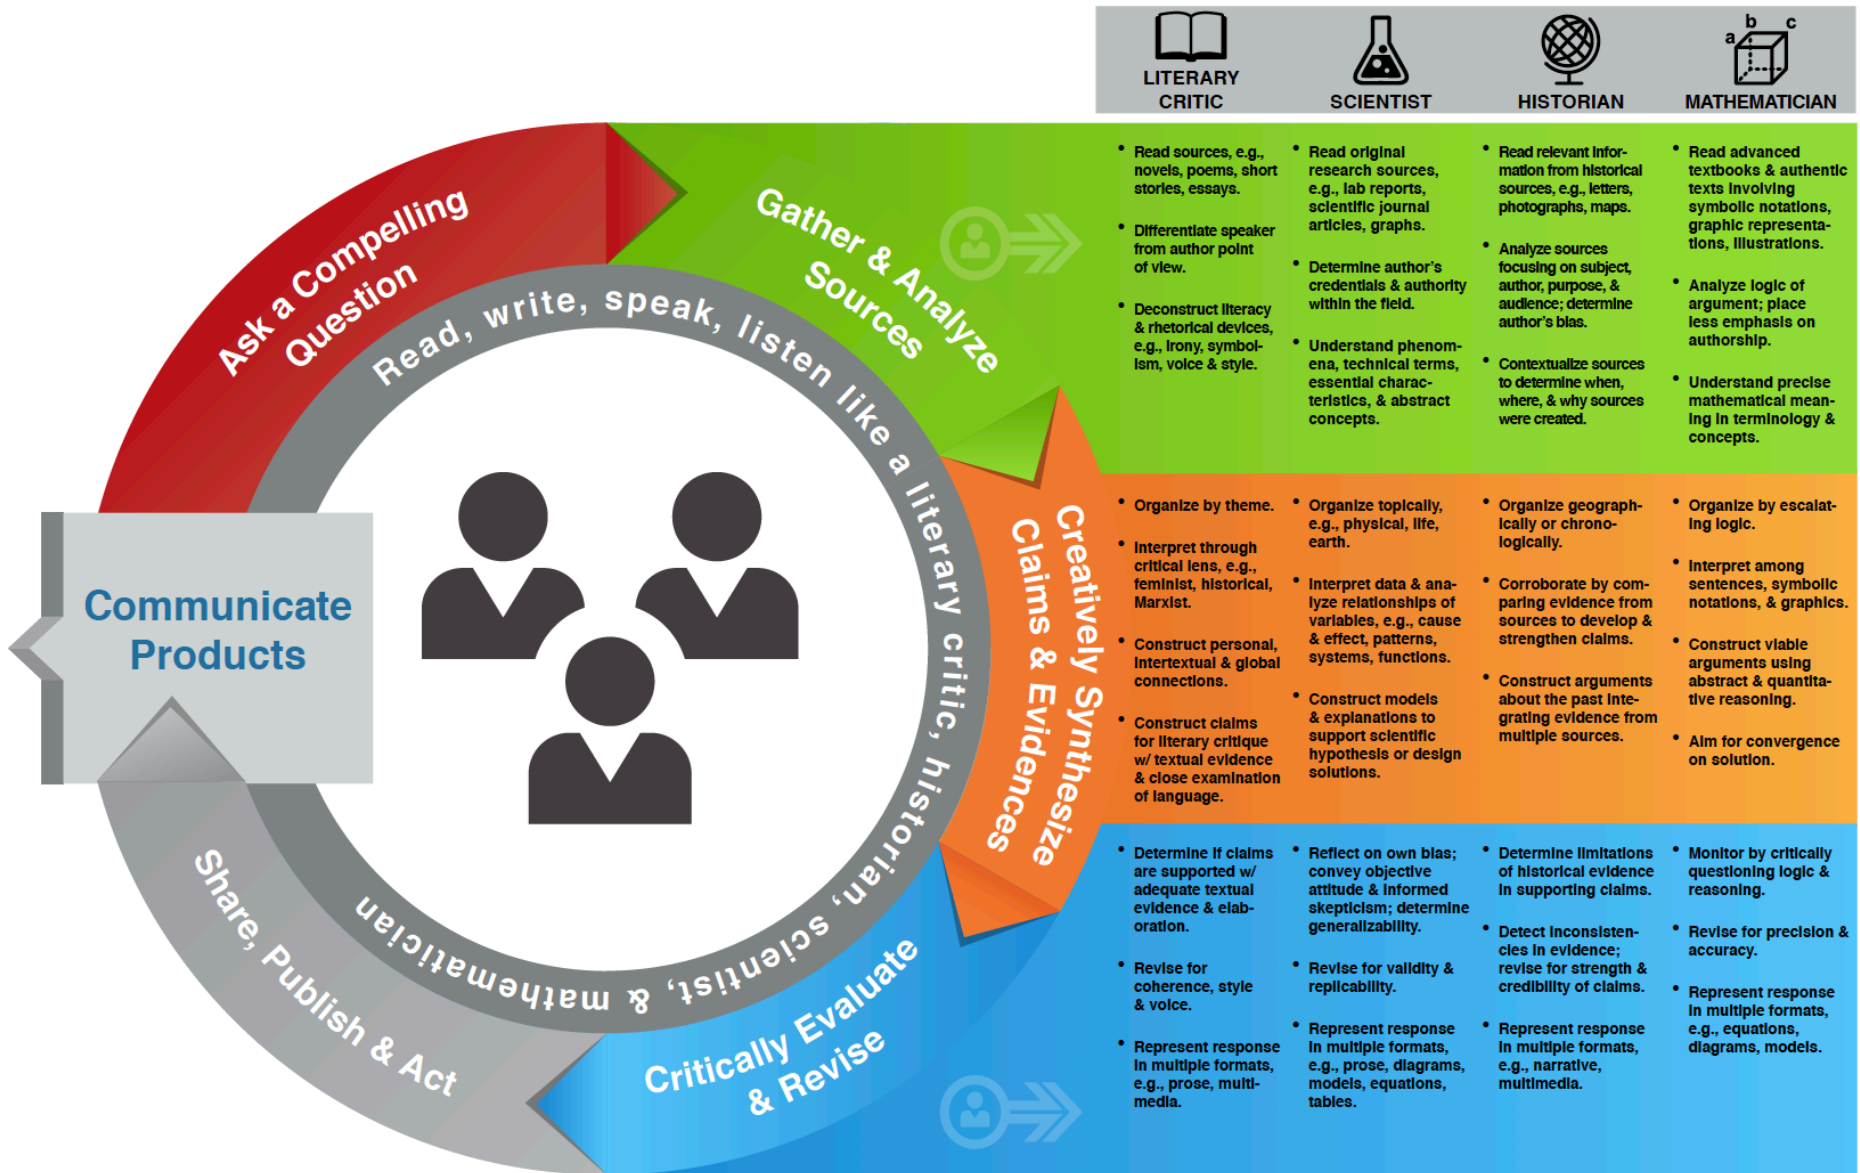 LITERARY
CRITIC
SCIENTIST
HISTORIAN
a
b
c
MATHEMATICIAN
Ask a Compelling
Question
Gather & Analyze
Sources
Creatively Synthesize
Claims & Evidences
Critically Evaluate
& Revise
Share, Publish & Act
Communicate
Products
Read, write, speak, listen like a literary critic, historian, scientist, & mathematician
• Read sources, e.g.,
novels, poems, short
stories, essays.
• Differentiate speaker
from author point
of view.
• Deconstruct literacy
& rhetorical devices,
e.g., irony, symbol-
ism, voice & style.
• Read original
research sources,
e.g., lab reports,
scientific journal
articles, graphs.
• Determine author's
credentials & authority
within the field.
• Understand phenom-
ena, technical terms,
essential charac-
teristics, & abstract
concepts.
• Read relevant infor-
mation from historical
sources, e.g., letters,
photographs, maps.
• Analyze sources
focusing on subject,
author, purpose, &
audience; determine
author's bias.
• Contextualize sources
to determine when,
where, & why sources
were created.
• Read advanced
textbooks & authentic
texts involving
symbolic notations,
graphic representa-
tions, illustrations.
• Analyze logic of
argument; place
less emphasis on
authorship.
• Understand precise
mathematical mean-
ing in terminology &
concepts.
• Organize by theme.
• Interpret through
critical lens, e.g.,
feminist, historical,
Marxist.
• Construct personal,
intertextual & global
connections.
• Construct claims
for literary critique
w/ textual evidence
& close examination
of language.
• Organize topically,
e.g., physical, life,
earth.
• Interpret data & ana-
lyze relationships of
variables, e.g., cause
& effect, patterns,
systems, functions.
• Construct models
& explanations to
support scientific
hypothesis or design
solutions.
• Organize geograph-
ically or chrono-
logically.
• Corroborate by com-
paring evidence from
sources to develop &
strengthen claims.
• Construct arguments
about the past inte-
grating evidence from
multiple sources.
• Organize by escalat-
ing logic.
• Interpret among
sentences, symbolic
notations, & graphics.
• Construct viable
arguments using
abstract & quantita-
tive reasoning.
• Aim for convergence
on solution.
• Determine if claims
are supported w/
adequate textual
evidence & elab-
oration.
• Revise for
coherence, style
& voice.
• Represent response
in multiple formats,
e.g., prose, multi-
media.
• Reflect on own bias;
convey objective
attitude & informed
skepticism; determine
generalizability.
• Revise for validity &
replicability.
• Represent response
in multiple formats,
e.g., prose, diagrams,
models, equations,
tables.
• Determine limitations
of historical evidence
in supporting claims.
• Detect inconsisten-
cies in evidence;
revise for strength &
credibility of claims.
• Represent response
in multiple formats,
e.g., narrative,
multimedia.
• Monitor by critically
questioning logic &
reasoning.
• Revise for precision &
accuracy.
• Represent response
in multiple formats,
e.g., equations,
diagrams, models.